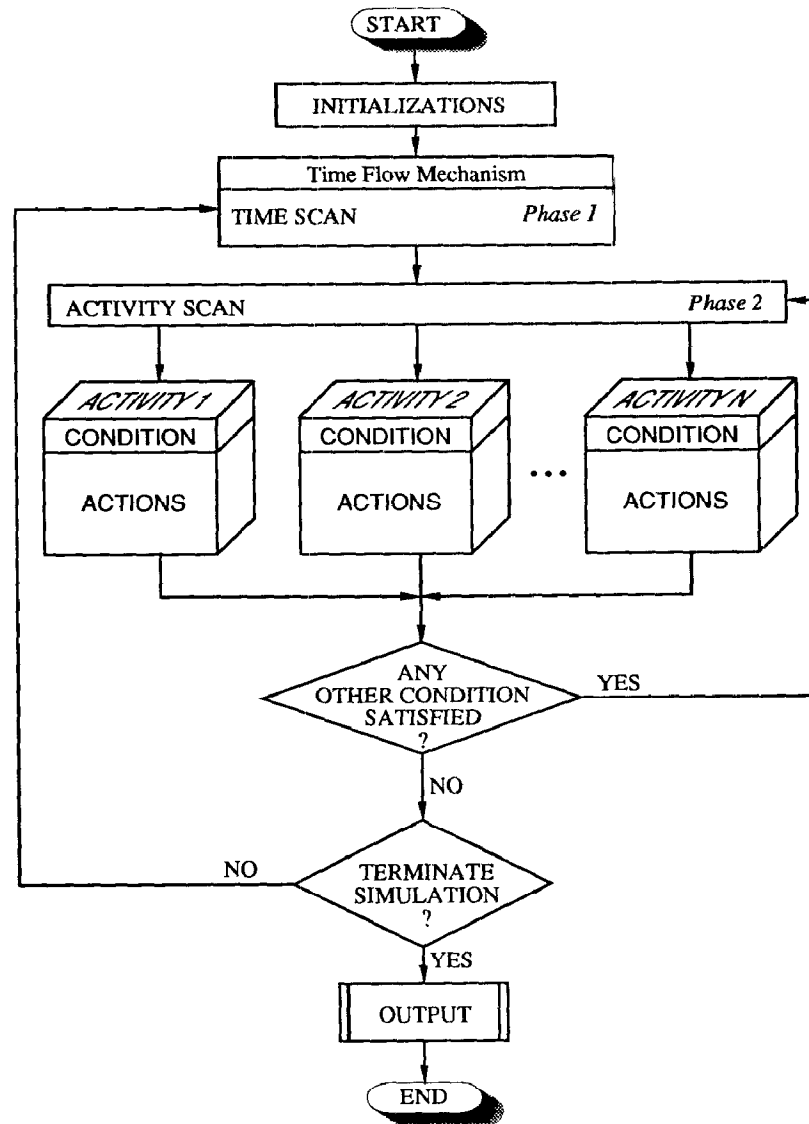 START
INITIALIZATIONS
Time Flow Mechanism
TIME SCAN Phase 1
ACTIVITY SCAN Phase 2
ACTIVITY 1 ACTIVITY 2 ACTIVITY N
CONDITION CONDITION CONDITION
ACTIONS ACTIONS ... ACTIONS
ANY
OTHER CONDITION
SATISFIED
?
YES
NO
NO
TERMINATE
SIMULATION
?
YES
OUTPUT
END